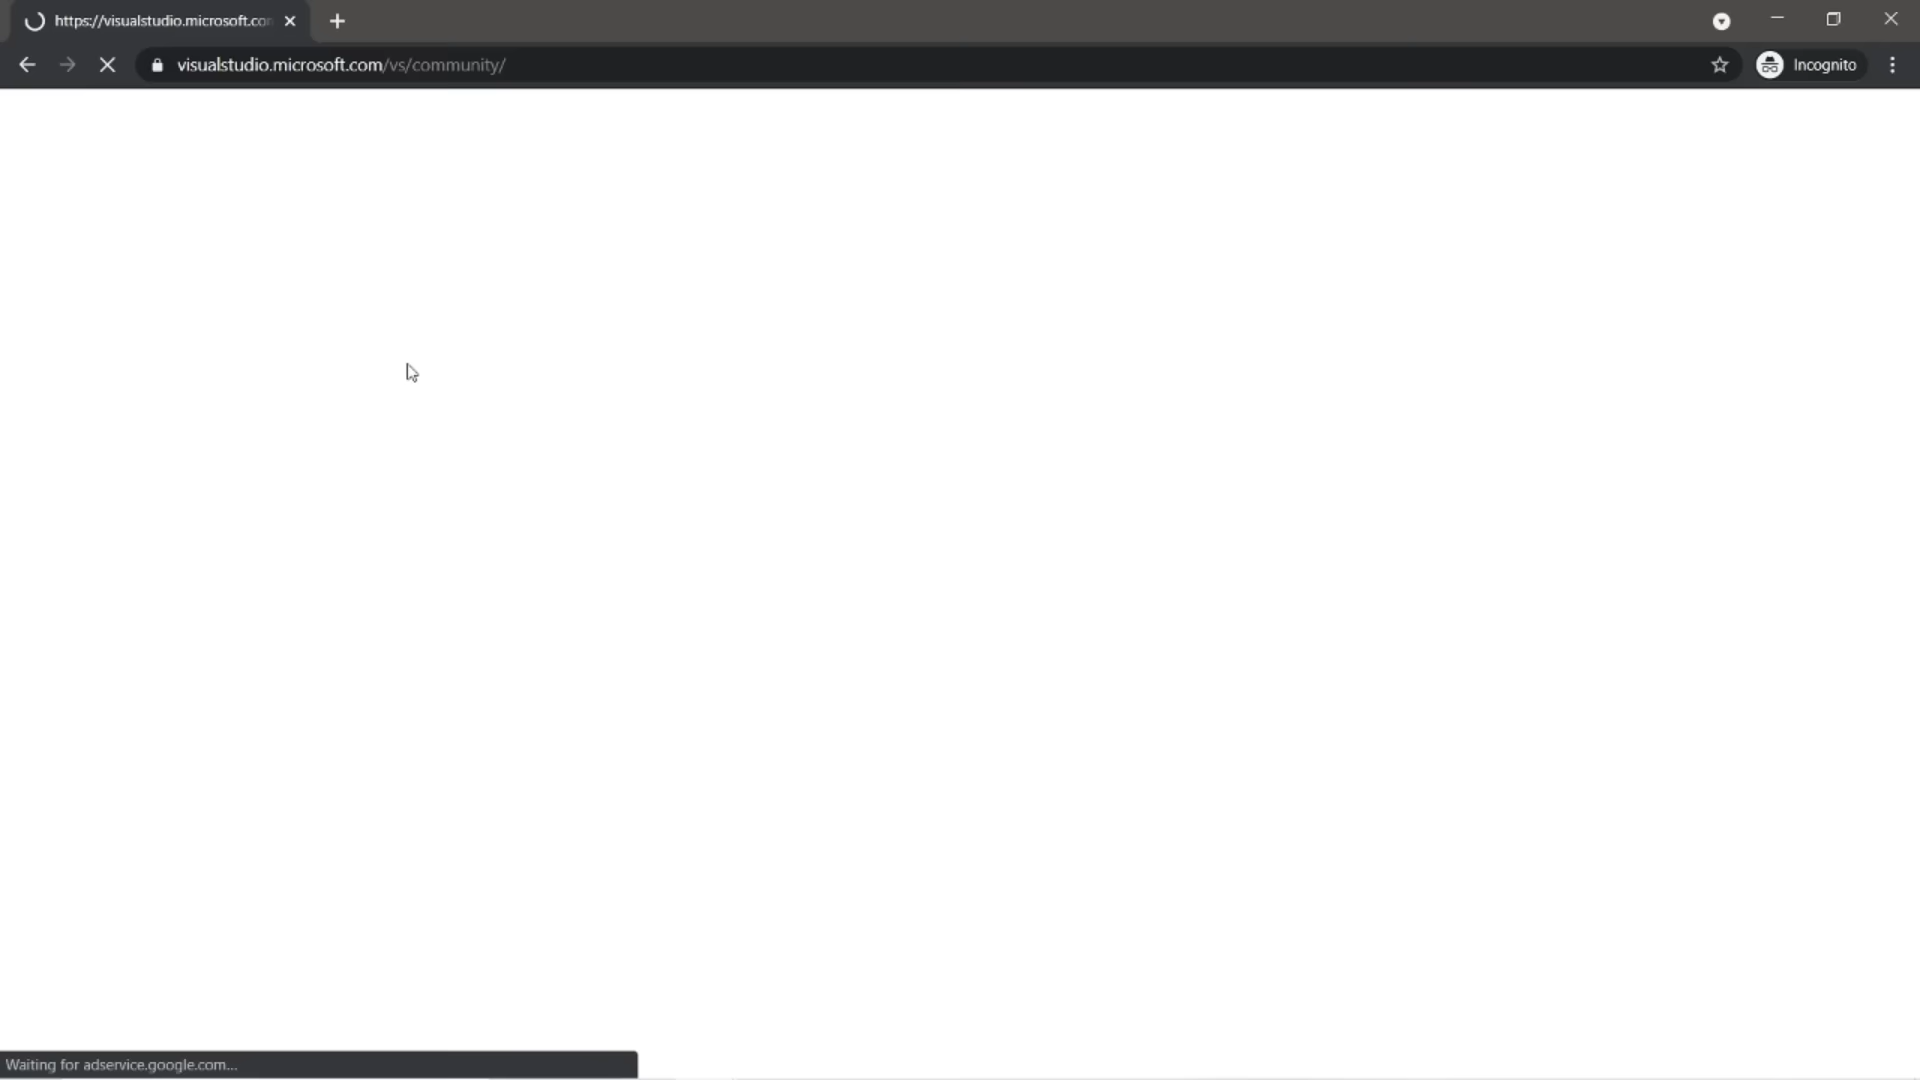 https://visualstudio.microsoft.con
visualstudio.microsoft.com/vs/community/
Incognito
Waiting for adservice.google.com...